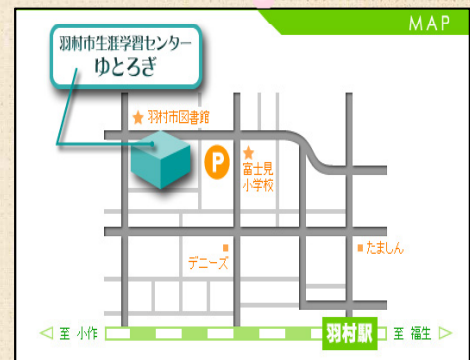 MAP
羽村市生涯学習センター
ゆとろぎ
★ 羽村市図書館
P
★
富士見
小学校
デニーズ
たましん
◁ 至 小作
羽村駅
至 福生 ▷